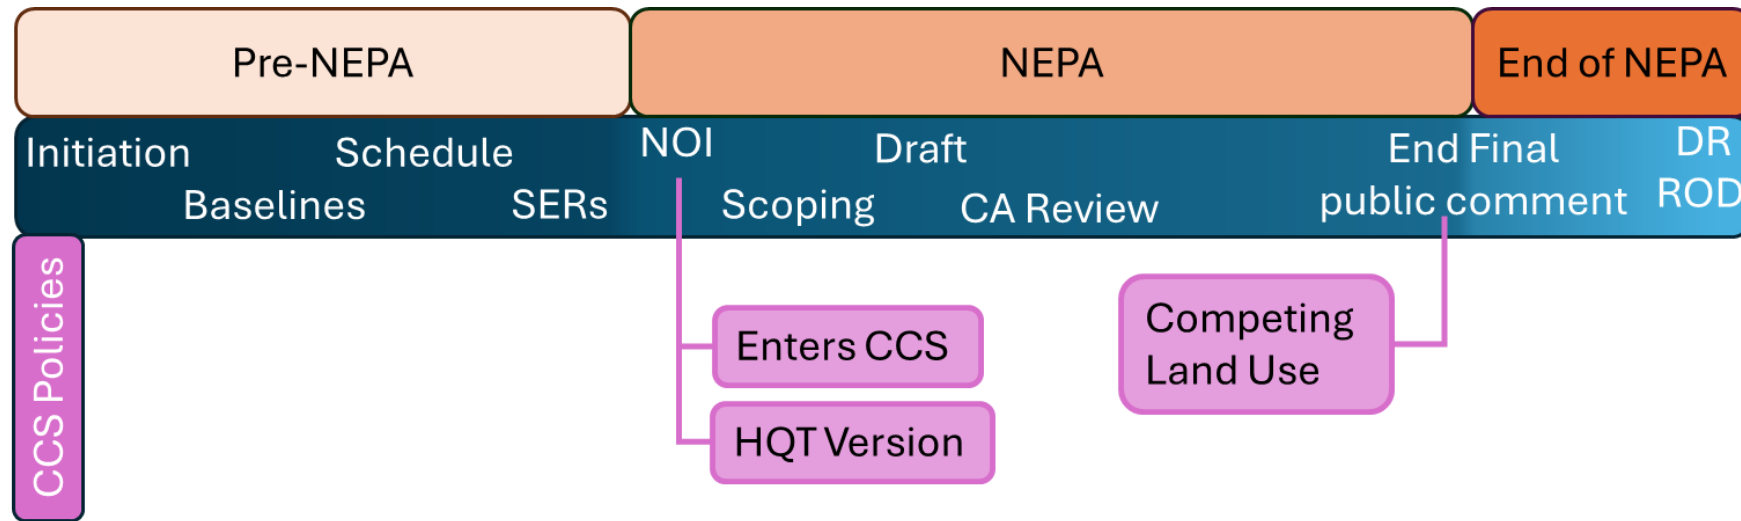 Pre-NEPA
NEPA
End of NEPA
Initiation
Baselines
Schedule
SERs
NOI
Scoping
Draft
CA Review
End Final
public comment
DR
ROD
CCS Policies
Enters CCS
HQT Version
Competing
Land Use